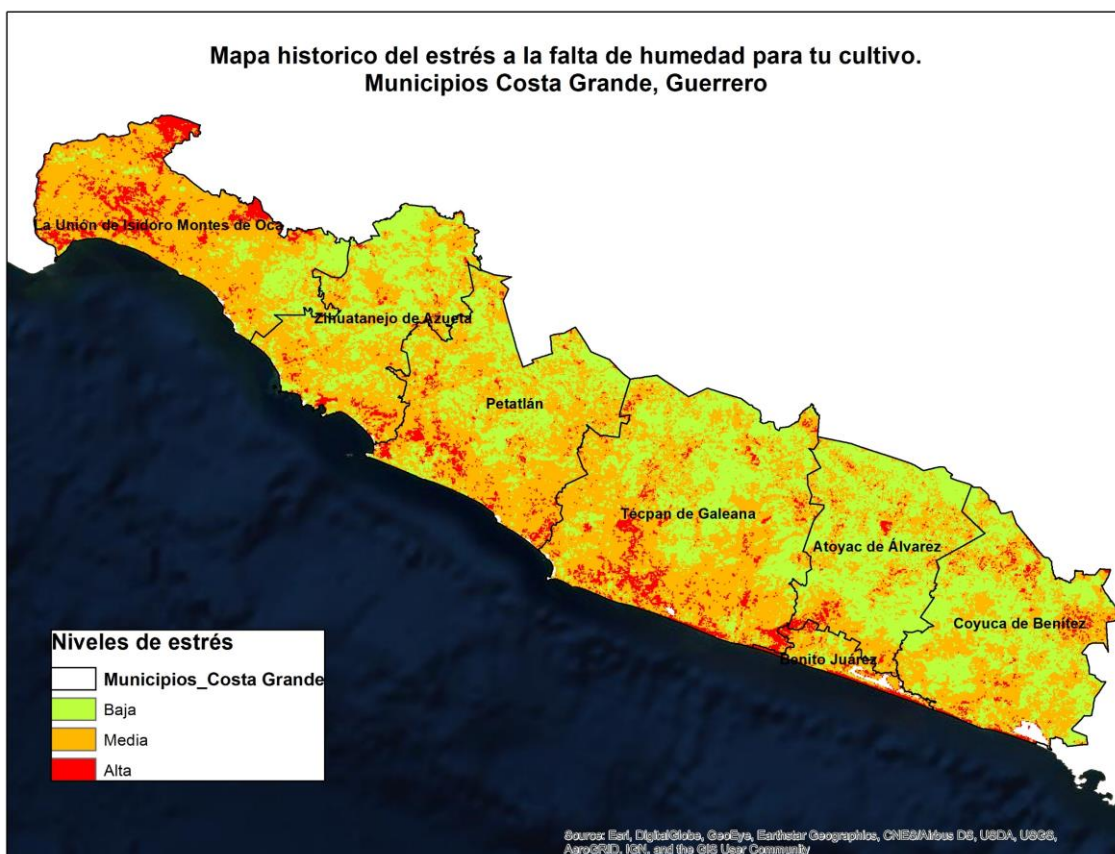 Mapa historico del estrés a la falta de humedad para tu cultivo.
Municipios Costa Grande, Guerrero
La Unión de Isidoro Montes de Oca
Zihuatanejo de Azueta
Petatlán
Técpan de Galeana
Atoyac de Álvarez
Coyuca de Benítez
Benito Juárez
Niveles de estrés
Municipios_Costa Grande
Baja
Media
Alta
Source: Esri, DigitalGlobe, GeoEye, Earthstar Geographics, CNES/Airbus DS, USDA, USGS,
AeroGRID, IGN, and the GIS User Community